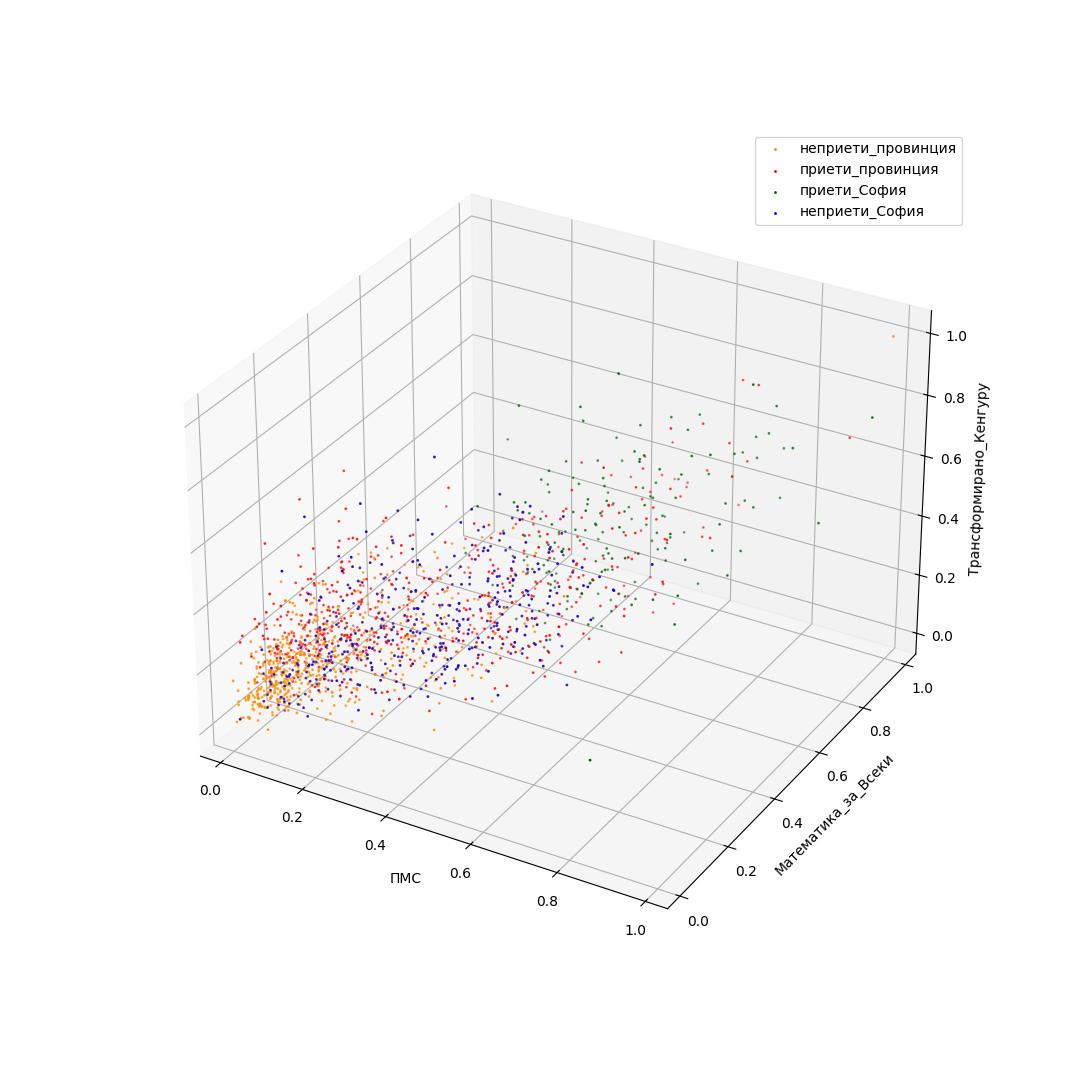 неприети_провинция
приети_провинция
приети_София
неприети_София
1.0
0.8
0.6
0.4
0.2
0.0
Трансформирано_Кенгуру
1.0
0.8
0.6
0.4
0.2
0.0
Математика_за_Всеки
0.0
0.2
0.4
0.6
0.8
1.0
ПМС